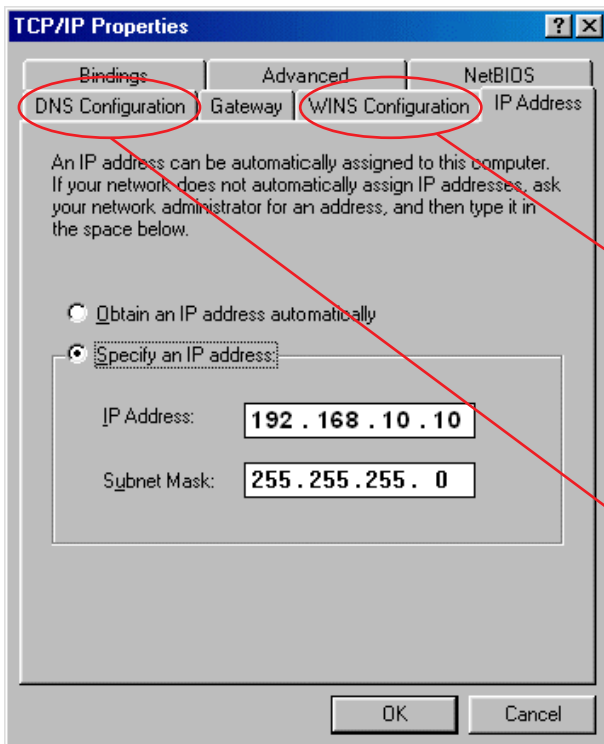 TCP/IP Properties
Bindings Advanced NetBIOS
DNS Configuration Gateway WINS Configuration IP Address
An IP address can be automatically assigned to this computer.
If your network does not automatically assign IP addresses, ask
your network administrator for an address, and then type it in
the space below.
Obtain an IP address automatically
Specify an IP address:
IP Address: 192 . 168 . 10 . 10
Subnet Mask: 255 . 255 . 255 . 0
OK Cancel